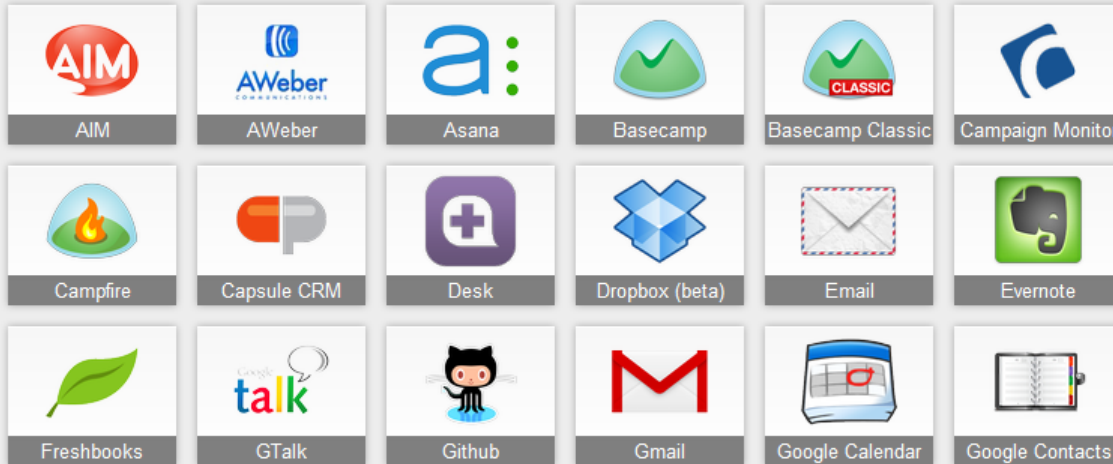 AIM
AWeber
COMMUNICATIONS
a:
CLASSIC
AIM
AWeber
Asana
Basecamp
Basecamp Classic
Campaign Monito
Campfire
Capsule CRM
Desk
Dropbox (beta)
Email
Evernote
Google
talk
Freshbooks
GTalk
Github
Gmail
Google Calendar
Google Contacts